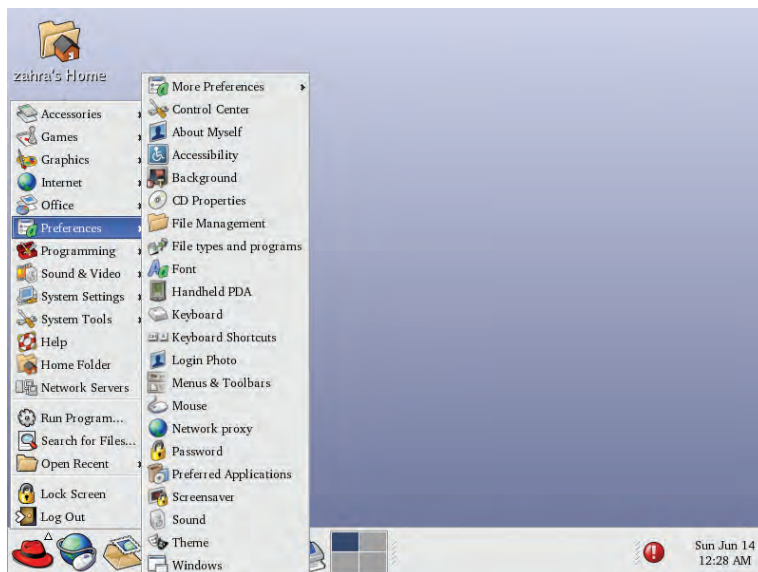 zahra's Home
Accessories
Games
Graphics
Internet
Office
Preferences
Programming
Sound & Video
System Settings
System Tools
Help
Home Folder
Network Servers
Run Program...
Search for Files...
Open Recent
Lock Screen
Log Out
More Preferences
Control Center
About Myself
Accessibility
Background
CD Properties
File Management
File types and programs
Font
Handheld PDA
Keyboard
Keyboard Shortcuts
Login Photo
Menus & Toolbars
Mouse
Network proxy
Password
Preferred Applications
Screensaver
Sound
Theme
Windows
Sun Jun 14
12:28 AM